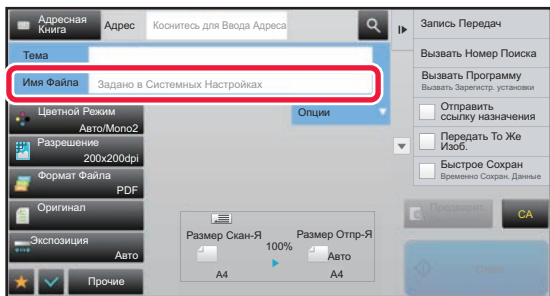 Адресная Книга
Адрес
Коснитесь для Ввода Адреса
Тема
Имя Файла
Задано в Системных Настройках
Цветной Режим
Авто/Mono2
Опции
Разрешение
200x200dpi
Формат Файла
PDF
Оригинал
Экспозиция
Авто
Прочие
Размер Скан-Я
100%
Размер Отпр-Я
Авто
A4
A4
Запись Передач
Вызвать Номер Поиска
Вызвать Программу
Вызвать Зарегистр. установки
Отправить
ссылку назначения
Передать То Же
Изоб.
Быстрое Сохран
Временно Сохран. Данные
CA